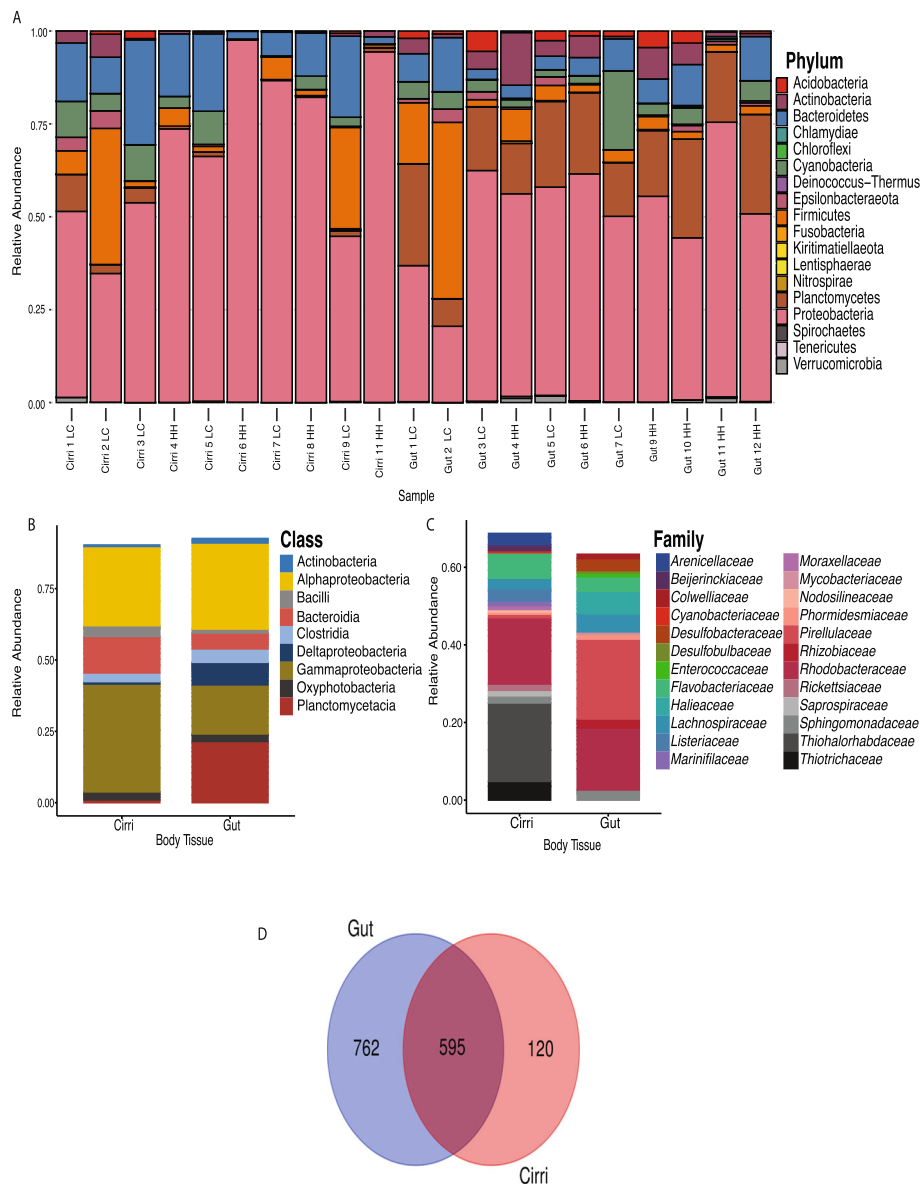 A
Relative Abundance
1.00
0.75
0.50
0.25
0.00
Cirri 1 LC
Cirri 2 LC
Cirri 3 LC
Cirri 4 HH
Cirri 5 LC
Cirri 6 HH
Cirri 7 LC
Cirri 8 HH
Cirri 9 LC
Cirri 11 HH
Gut 1 LC
Gut 2 LC
Gut 3 LC
Gut 4 HH
Gut 5 LC
Gut 6 HH
Gut 7 LC
Gut 9 HH
Gut 10 HH
Gut 11 HH
Gut 12 HH
Sample
Phylum
Acidobacteria
Actinobacteria
Bacteroidetes
Chlamydiae
Chloroflexi
Cyanobacteria
Deinococcus−Thermus
Epsilonbacteraeota
Firmicutes
Fusobacteria
Kiritimatiellaeota
Lentisphaerae
Nitrospirae
Planctomycetes
Proteobacteria
Spirochaetes
Tenericutes
Verrucomicrobia
B
Relative Abundance
0.75
0.50
0.25
0.00
Cirri
Gut
Body Tissue
Class
Actinobacteria
Alphaproteobacteria
Bacilli
Bacteroidia
Clostridia
Deltaproteobacteria
Gammaproteobacteria
Oxyphotobacteria
Planctomycetacia
C
Relative Abundance
0.60
0.40
0.20
0.00
Cirri
Gut
Body Tissue
Family
Arenicellaceae
Beijerinckiaceae
Colwelliaceae
Cyanobacteriaceae
Desulfobacteraceae
Desulfobulbaceae
Enterococcaceae
Flavobacteriaceae
Halieaceae
Lachnospiraceae
Listeriaceae
Marinifilaceae
Moraxellaceae
Mycobacteriaceae
Nodosilineaceae
Phormidesmiaceae
Pirellulaceae
Rhizobiaceae
Rhodobacteraceae
Rickettsiaceae
Saprospiraceae
Sphingomonadaceae
Thiohalorhabdaceae
Thiotrichaceae
D
Gut
762
595
120
Cirri